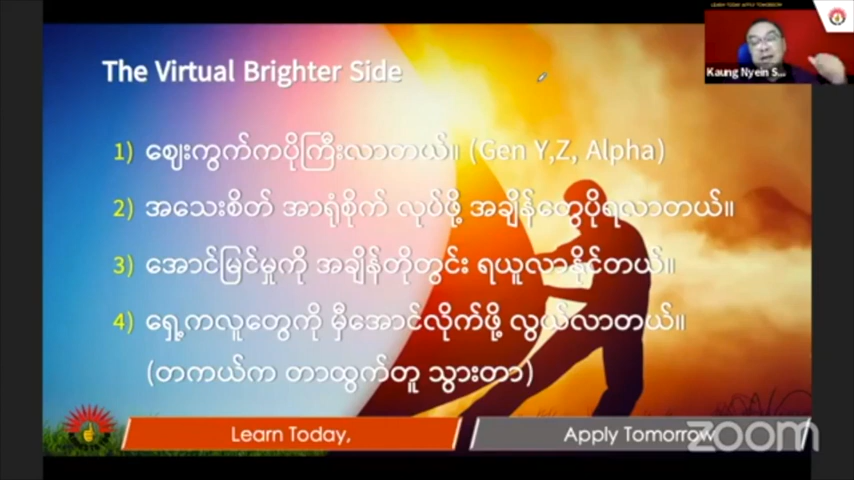 LEARN TODAY APPLY TOMORROW
Kaung Nyein S...
The Virtual Brighter Side
1) ဈေးကွက်ကပိုကြီးလာတယ်။ (Gen Y,Z, Alpha)
2) အသေးစိတ် အာရုံစိုက် လုပ်ဖို့ အချိန်တွေပိုရလာတယ်။
3) အောင်မြင်မှုကို အချိန်တိုတွင်း ရယူလာနိုင်တယ်။
4) ရှေ့ကလူတွေကို မှီအောင်လိုက်ဖို့ လွယ်လာတယ်။
(တကယ်က တာထွက်တူ သွားတာ)
Learn Today,
Apply Tomorrow
zoom